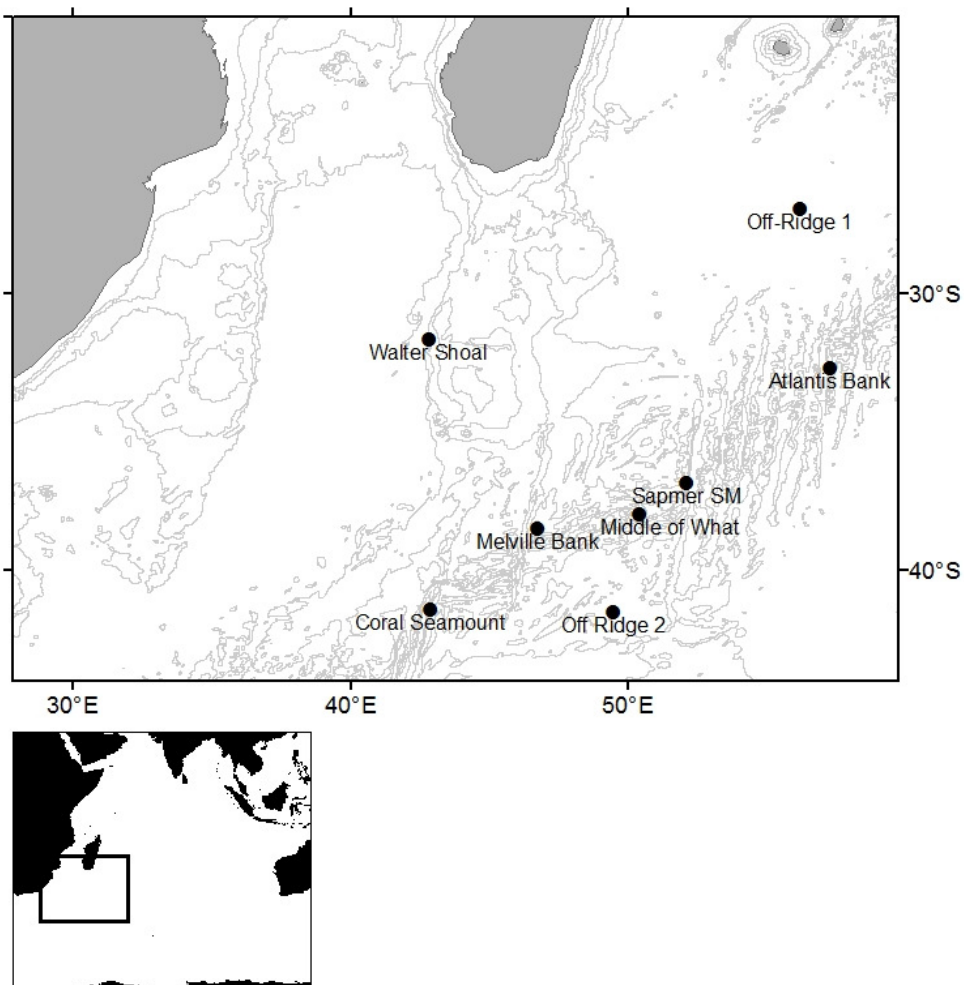 Off-Ridge 1
30°S
Walter Shoal
Atlantis Bank
Sapmer SM
Middle of What
Melville Bank
40°S
Coral Seamount
Off Ridge 2
30°E
40°E
50°E